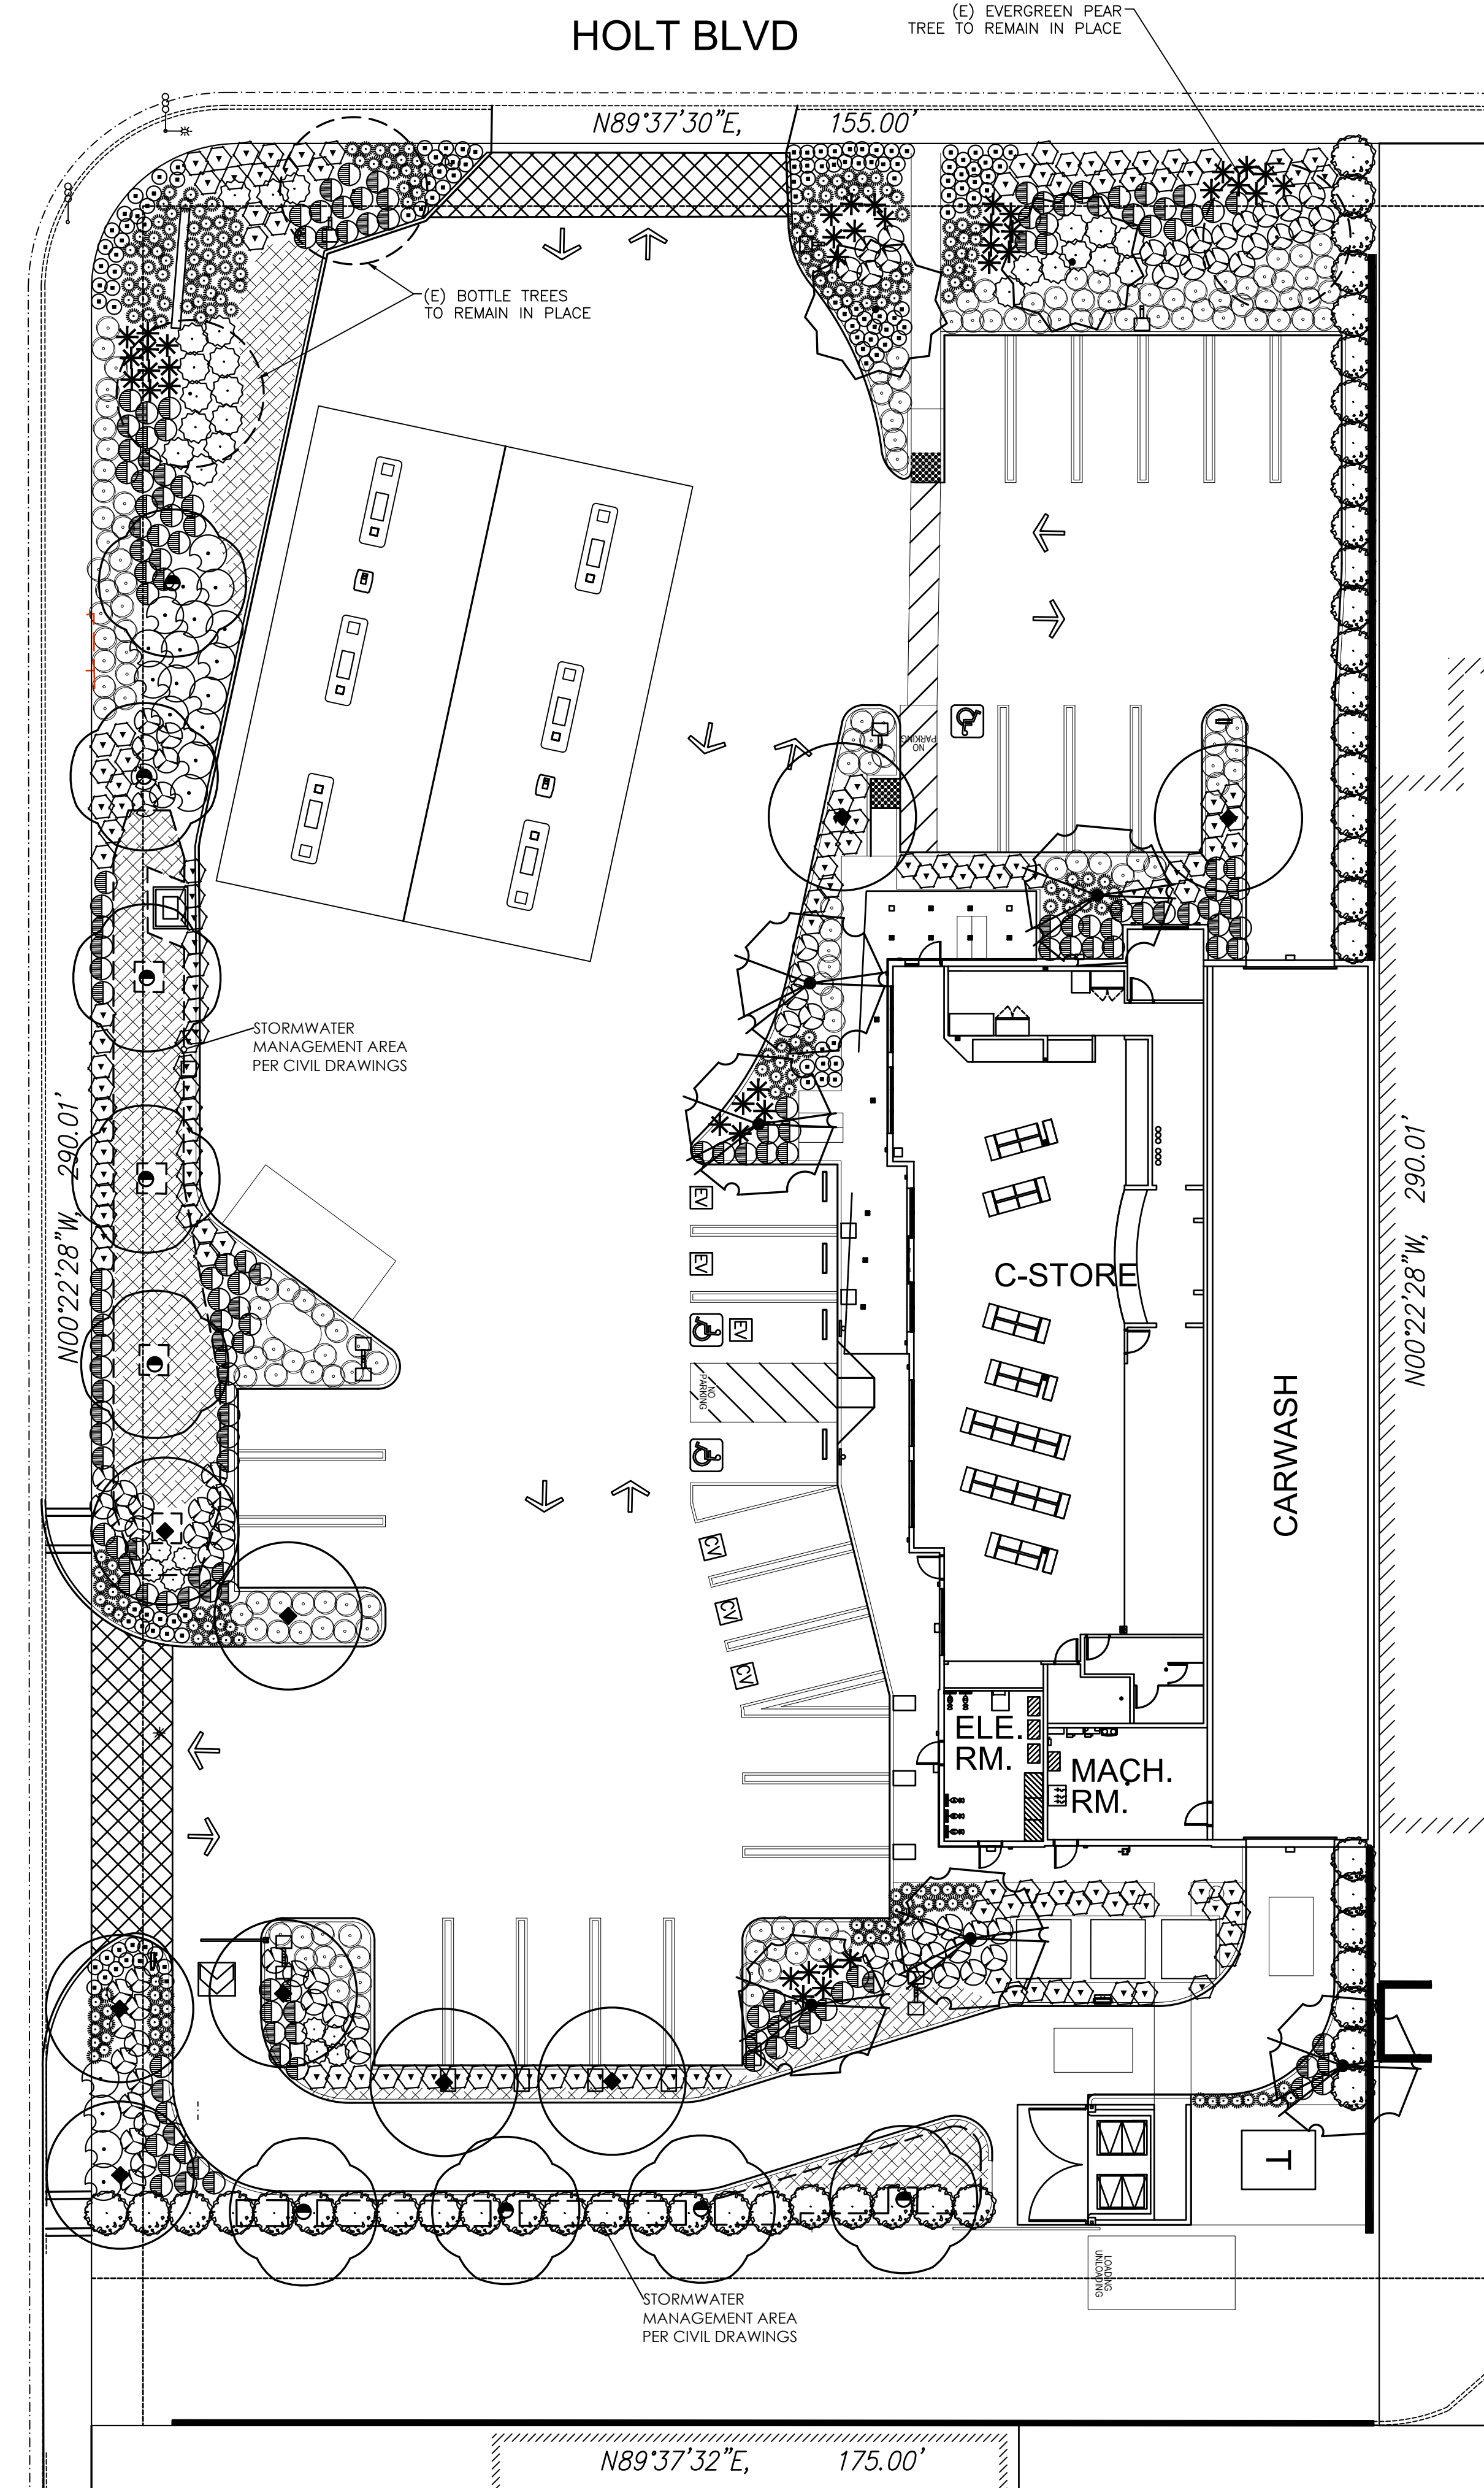 (E) EVERGREEN PEAR
TREE TO REMAIN IN PLACE
HOLT BLVD
N89°37'30"E, 155.00'
(E) BOTTLE TREES
TO REMAIN IN PLACE
NO
PARKING
STORMWATER
MANAGEMENT AREA
PER CIVIL DRAWINGS
N00°22'28"W, 290.01'
N00°22'28"W, 290.01'
EV
EV
EV
C-STORE
NO
PARKING
CARWASH
CV
CV
CV
ELE.
RM.
MACH.
RM.
T
LOADING
UNLOADING
STORMWATER
MANAGEMENT AREA
PER CIVIL DRAWINGS
N89°37'32"E, 175.00'